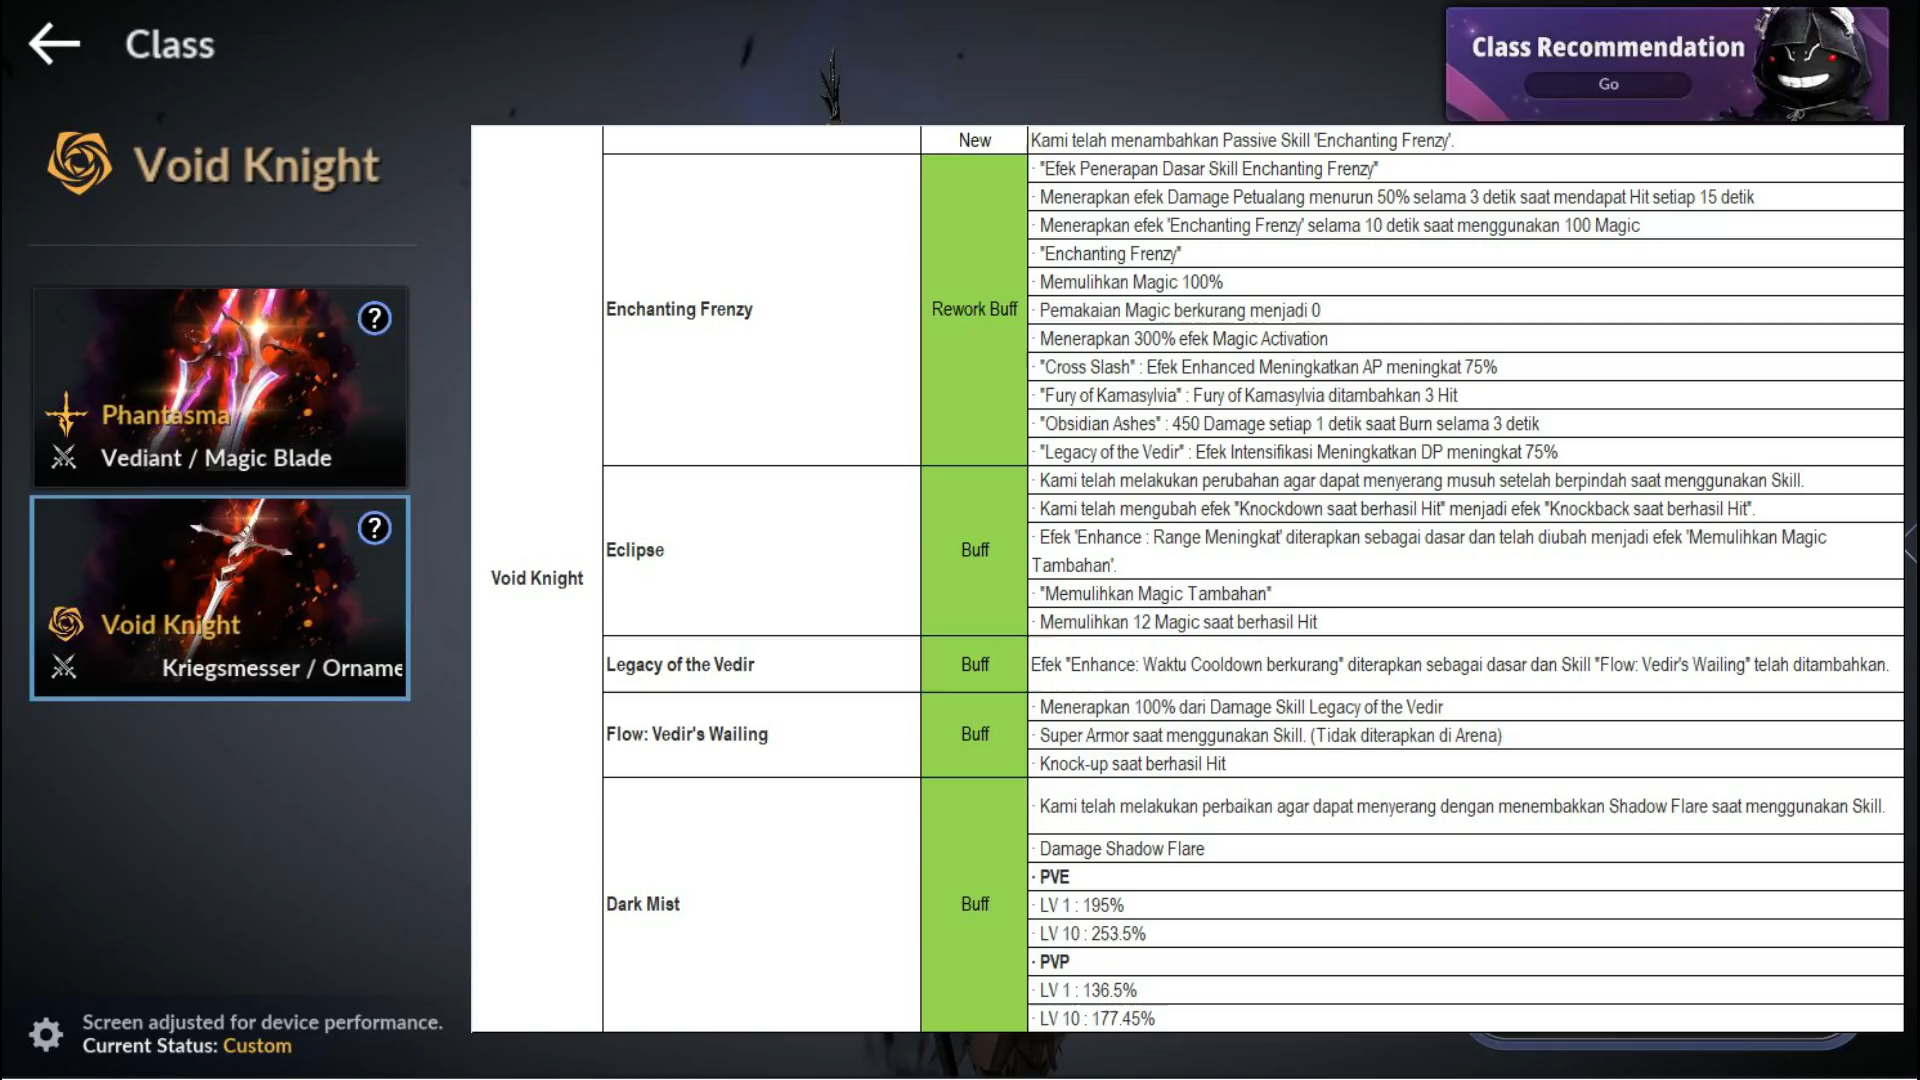 Class
Class Recommendation
Go
Void Knight
Phantasma
Vediant / Magic Blade
Void Knight
Kriegsmesser / Orname
Screen adjusted for device performance.
Current Status: Custom
Void Knight
New
Kami telah menambahkan Passive Skill 'Enchanting Frenzy'.
Enchanting Frenzy
Rework Buff
· "Efek Penerapan Dasar Skill Enchanting Frenzy"
· Menerapkan efek Damage Petualang menurun 50% selama 3 detik saat mendapat Hit setiap 15 detik
· Menerapkan efek 'Enchanting Frenzy' selama 10 detik saat menggunakan 100 Magic
· "Enchanting Frenzy"
· Memulihkan Magic 100%
· Pemakaian Magic berkurang menjadi 0
· Menerapkan 300% efek Magic Activation
· "Cross Slash" : Efek Enhanced Meningkatkan AP meningkat 75%
· "Fury of Kamasylvia" : Fury of Kamasylvia ditambahkan 3 Hit
· "Obsidian Ashes" : 450 Damage setiap 1 detik saat Burn selama 3 detik
· "Legacy of the Vedir" : Efek Intensifikasi Meningkatkan DP meningkat 75%
Eclipse
Buff
· Kami telah melakukan perubahan agar dapat menyerang musuh setelah berpindah saat menggunakan Skill.
· Kami telah mengubah efek "Knockdown saat berhasil Hit" menjadi efek "Knockback saat berhasil Hit".
· Efek 'Enhance : Range Meningkat' diterapkan sebagai dasar dan telah diubah menjadi efek 'Memulihkan Magic
Tambahan'.
· "Memulihkan Magic Tambahan"
· Memulihkan 12 Magic saat berhasil Hit
Legacy of the Vedir
Buff
Efek "Enhance: Waktu Cooldown berkurang" diterapkan sebagai dasar dan Skill "Flow: Vedir's Wailing" telah ditambahkan.
Flow: Vedir's Wailing
Buff
· Menerapkan 100% dari Damage Skill Legacy of the Vedir
· Super Armor saat menggunakan Skill. (Tidak diterapkan di Arena)
· Knock-up saat berhasil Hit
Dark Mist
Buff
· Kami telah melakukan perbaikan agar dapat menyerang dengan menembakkan Shadow Flare saat menggunakan Skill.
· Damage Shadow Flare
· PVE
· LV 1 : 195%
· LV 10 : 253.5%
· PVP
· LV 1 : 136.5%
· LV 10 : 177.45%